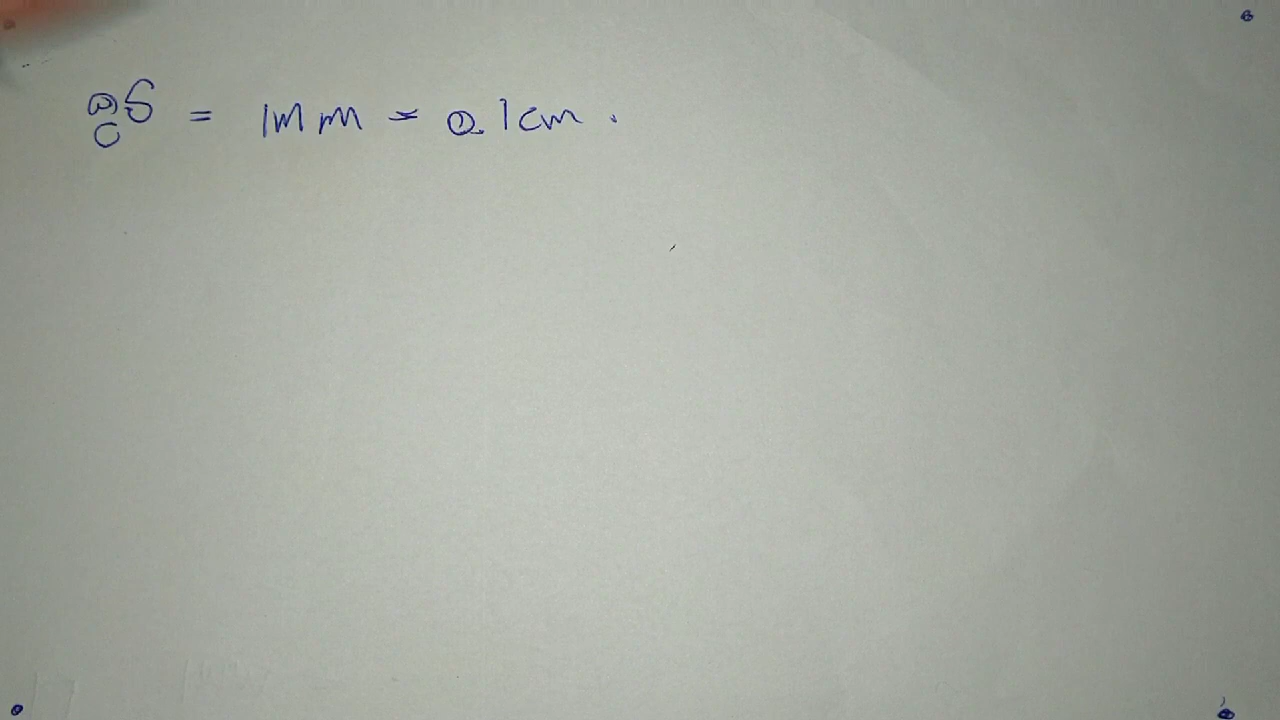 = 1mm = 0.1cm.